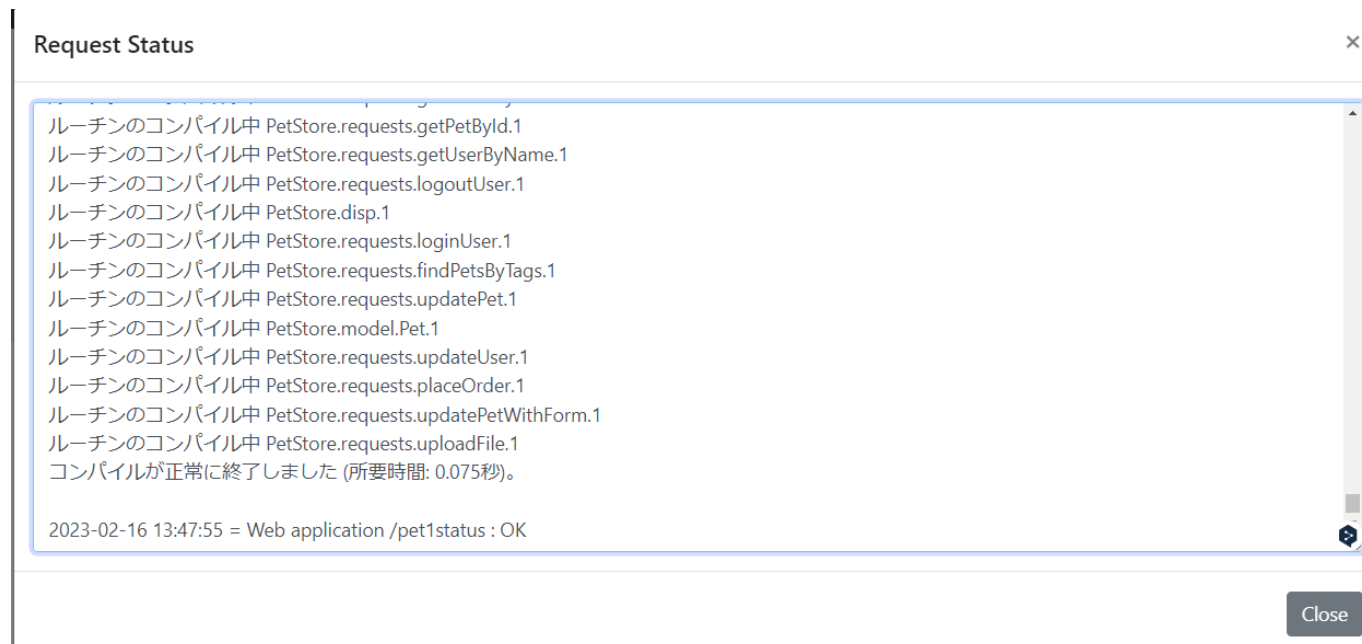 Request Status
×
ルーチンのコンパイル中 PetStore.requests.getPetById.1
ルーチンのコンパイル中 PetStore.requests.getUserByName.1
ルーチンのコンパイル中 PetStore.requests.logoutUser.1
ルーチンのコンパイル中 PetStore.disp.1
ルーチンのコンパイル中 PetStore.requests.loginUser.1
ルーチンのコンパイル中 PetStore.requests.findPetsByTags.1
ルーチンのコンパイル中 PetStore.requests.updatePet.1
ルーチンのコンパイル中 PetStore.model.Pet.1
ルーチンのコンパイル中 PetStore.requests.updateUser.1
ルーチンのコンパイル中 PetStore.requests.placeOrder.1
ルーチンのコンパイル中 PetStore.requests.updatePetWithForm.1
ルーチンのコンパイル中 PetStore.requests.uploadFile.1
コンパイルが正常に終了しました (所要時間: 0.075秒)。
2023-02-16 13:47:55 = Web application /pet1status : OK
Close